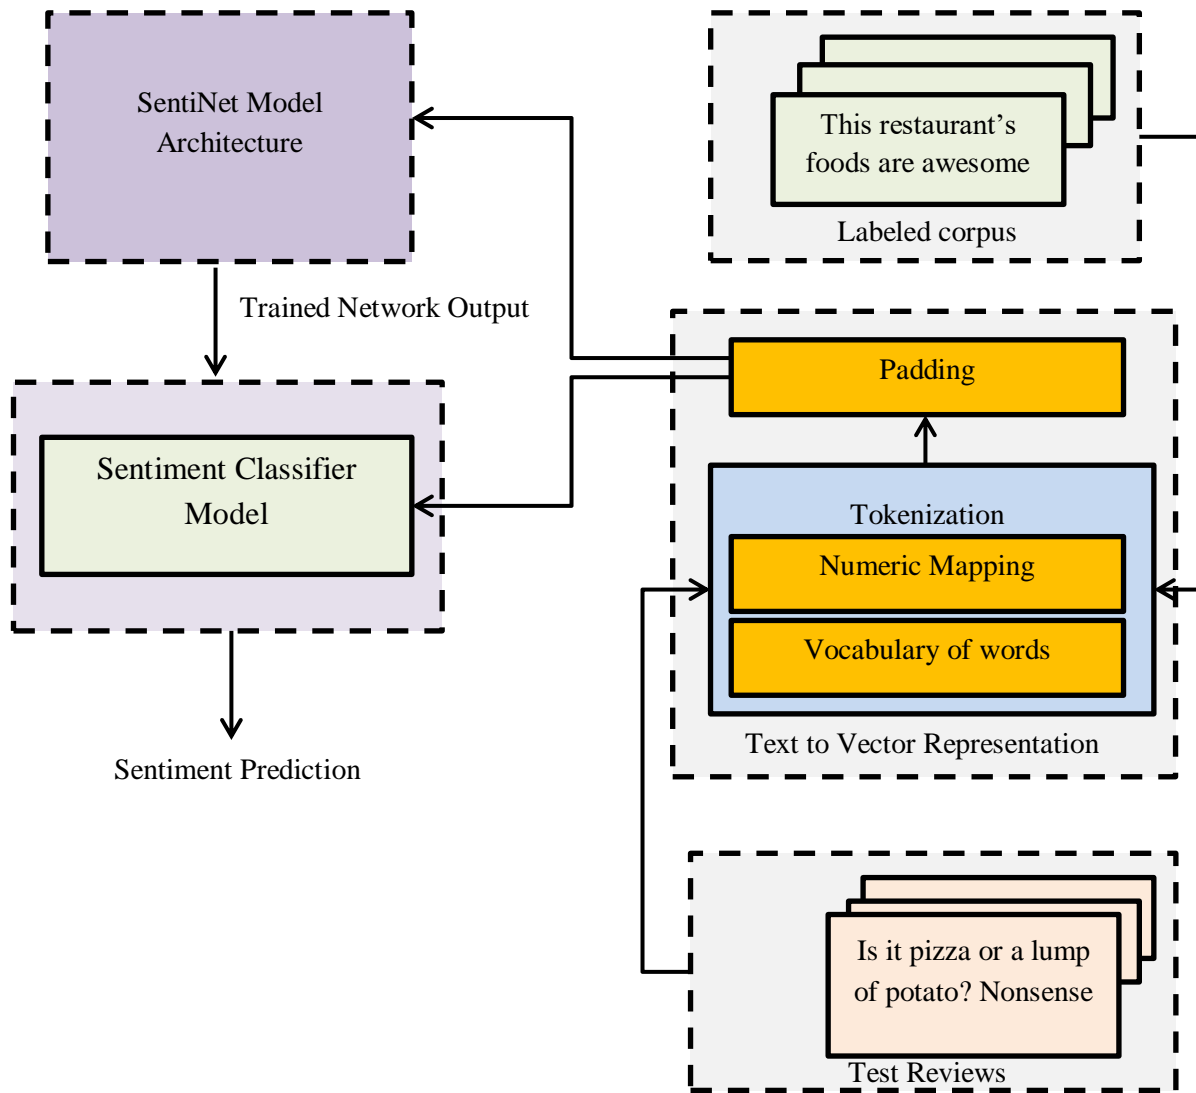 SentiNet Model
Architecture
This restaurant’s
foods are awesome
Labeled corpus
Trained Network Output
Padding
Sentiment Classifier
Model
Tokenization
Numeric Mapping
Vocabulary of words
Text to Vector Representation
Sentiment Prediction
Is it pizza or a lump
of potato? Nonsense
Test Reviews